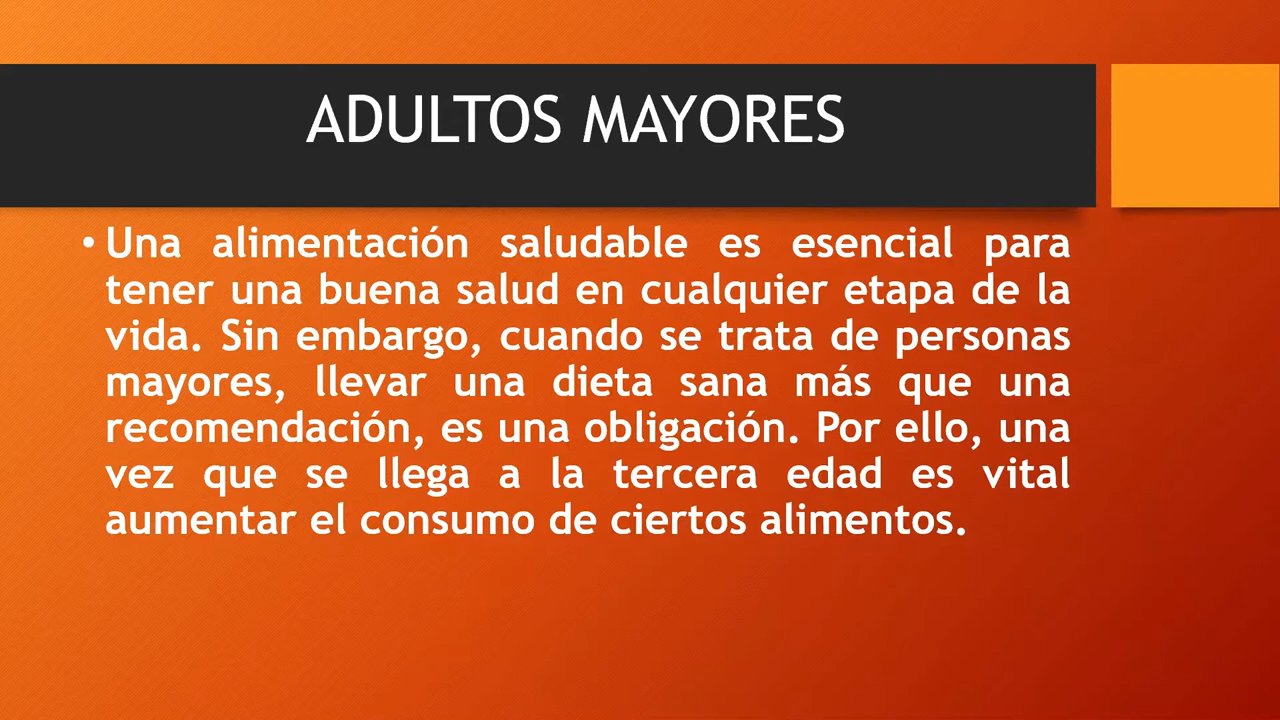 ADULTOS MAYORES
• Una alimentación saludable es esencial para
tener una buena salud en cualquier etapa de la
vida. Sin embargo, cuando se trata de personas
mayores, llevar una dieta sana más que una
recomendación, es una obligación. Por ello, una
vez que se llega a la tercera edad es vital
aumentar el consumo de ciertos alimentos.